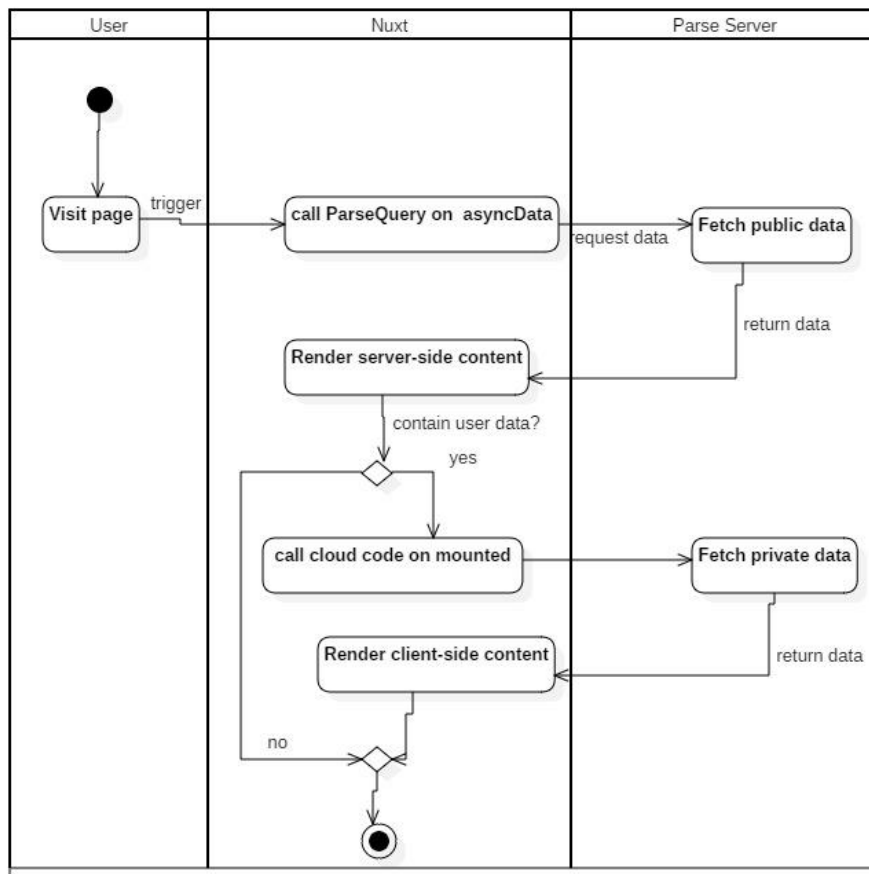 User
Nuxt
Parse Server
Visit page
trigger
call ParseQuery on asyncData
request data
Fetch public data
return data
Render server-side content
contain user data?
yes
call cloud code on mounted
Fetch private data
Render client-side content
return data
no